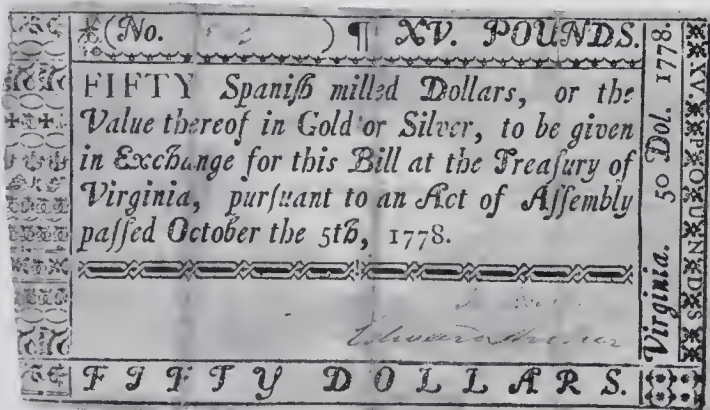 (No. ) ¶ XV. POUNDS.
FIFTY Spaniſh milled Dollars, or the
Value thereof in Gold or Silver, to be given
in Exchange for this Bill at the Treaſury of
Virginia, purſuant to an Act of Aſſembly
paſſed October the 5th, 1778.
FIFTY DOLLARS.
Virginia. 50 Dol. 1778.
XV POUNDS